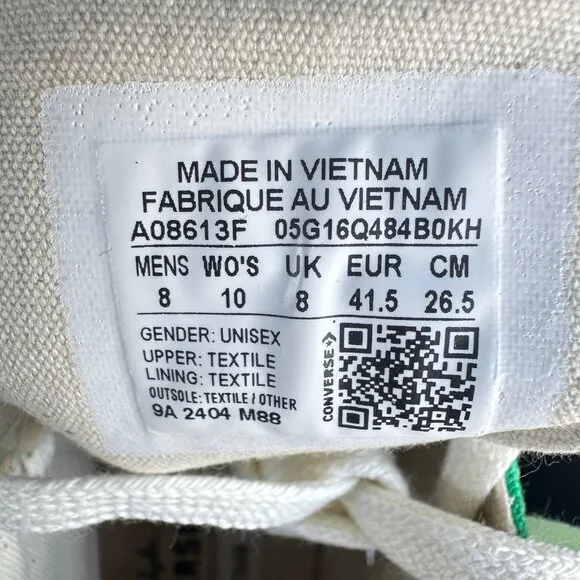 MADE IN VIETNAM
FABRIQUE AU VIETNAM
A08613F 05G16Q484B0KH
MENS WO'S UK EUR CM
8 10 8 41.5 26.5
GENDER: UNISEX
UPPER: TEXTILE
LINING: TEXTILE
OUTSOLE: TEXTILE / OTHER
9A 2404 M88
CONVERSE